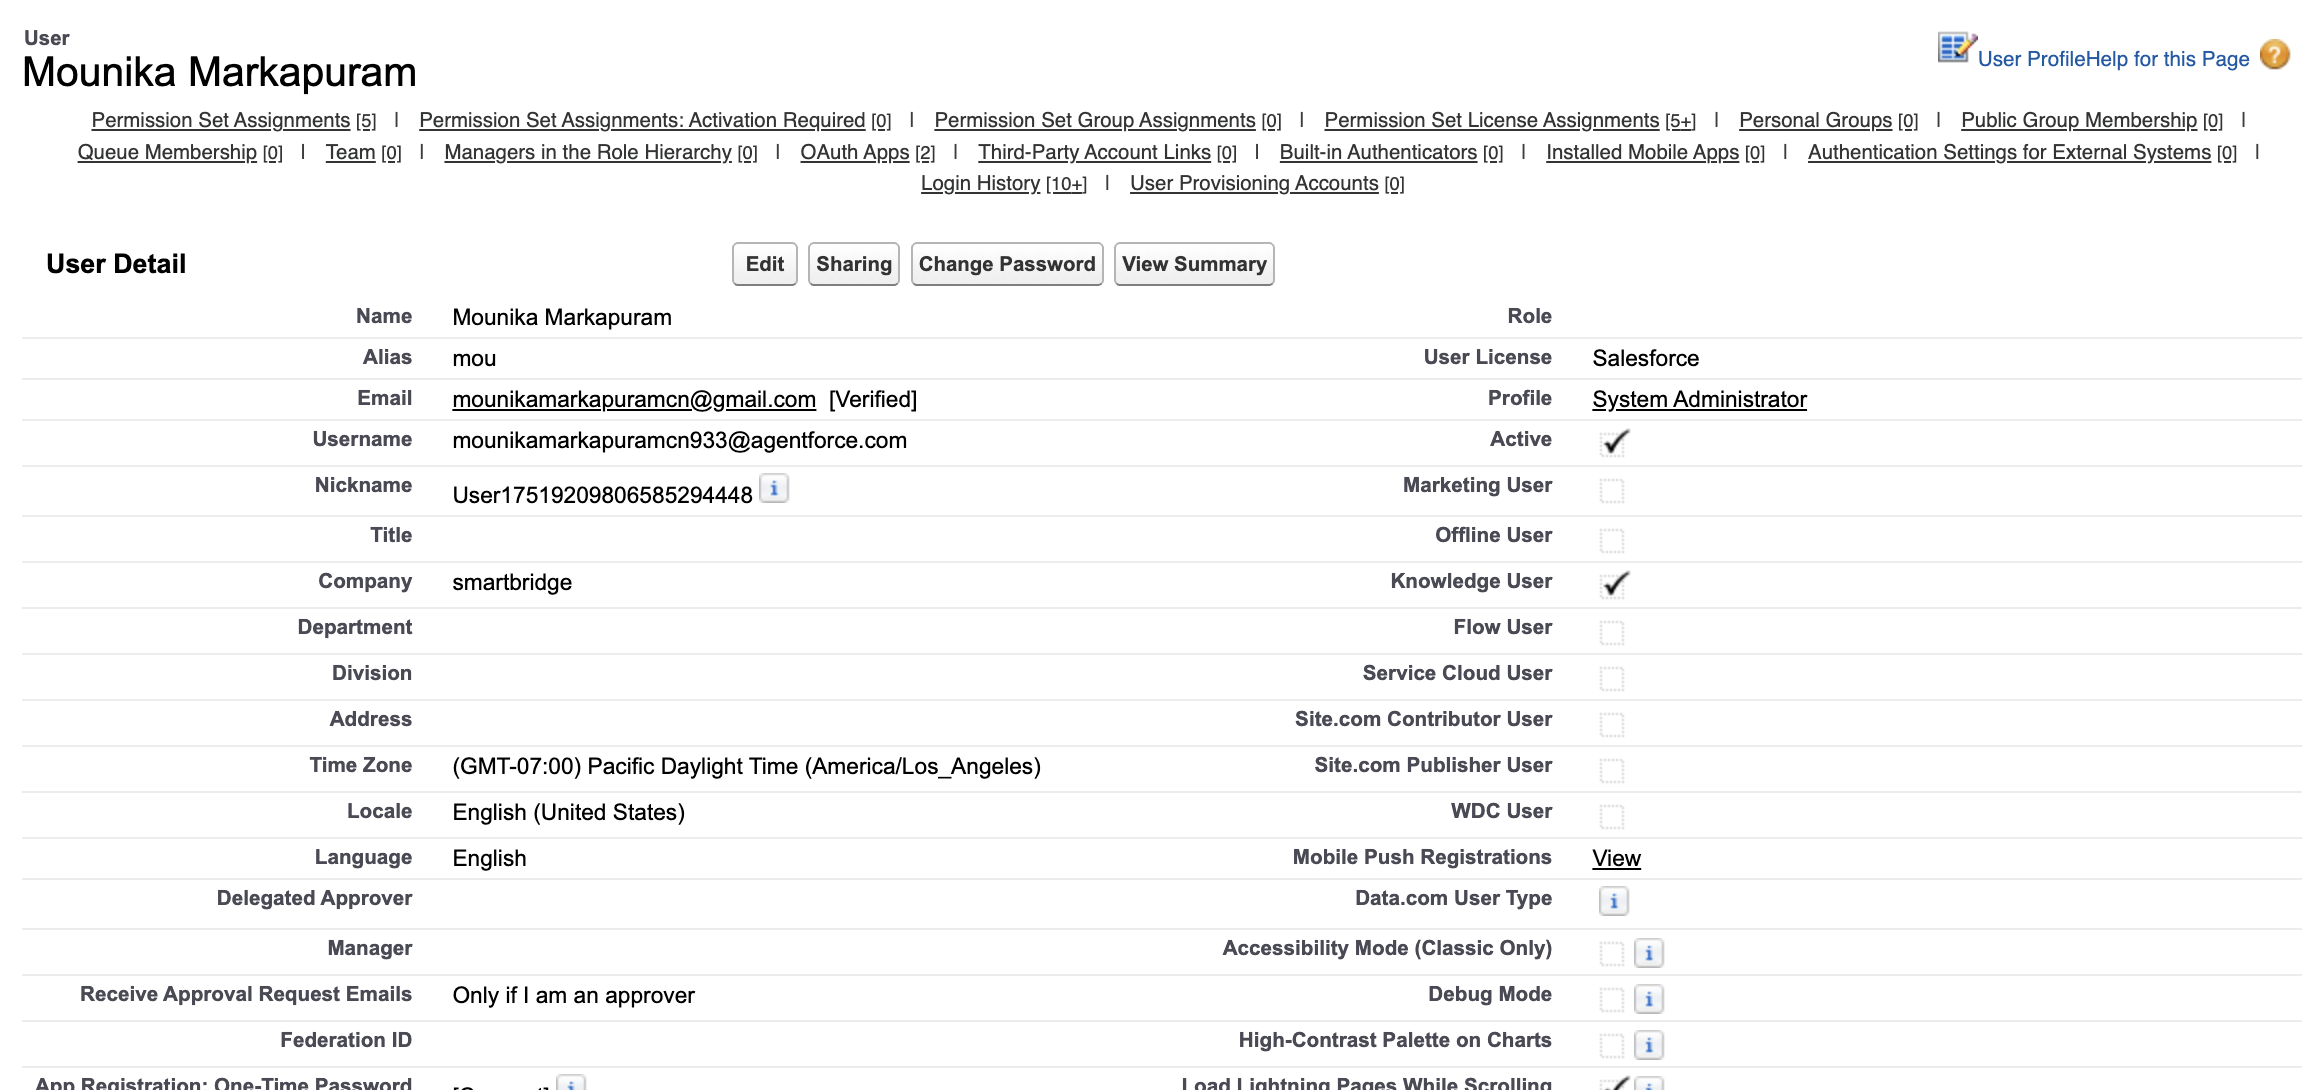 User
Mounika Markapuram
User ProfileHelp for this Page ?
Permission Set Assignments [5] | Permission Set Assignments: Activation Required [0] | Permission Set Group Assignments [0] | Permission Set License Assignments [5+] | Personal Groups [0] | Public Group Membership [0] |
Queue Membership [0] | Team [0] | Managers in the Role Hierarchy [0] | OAuth Apps [2] | Third-Party Account Links [0] | Built-in Authenticators [0] | Installed Mobile Apps [0] | Authentication Settings for External Systems [0] |
Login History [10+] | User Provisioning Accounts [0]
User Detail Edit Sharing Change Password View Summary
Name Mounika Markapuram Role
Alias mou User License Salesforce
Email mounikamarkapuramcn@gmail.com [Verified] Profile System Administrator
Username mounikamarkapuramcn933@agentforce.com Active
Nickname User17519209806585294448 i Marketing User
Title Offline User
Company smartbridge Knowledge User
Department Flow User
Division Service Cloud User
Address Site.com Contributor User
Time Zone (GMT-07:00) Pacific Daylight Time (America/Los_Angeles) Site.com Publisher User
Locale English (United States) WDC User
Language English Mobile Push Registrations View
Delegated Approver Data.com User Type i
Manager Accessibility Mode (Classic Only) i
Receive Approval Request Emails Only if I am an approver Debug Mode i
Federation ID High-Contrast Palette on Charts i
App Registration: One-Time Password i Load Lightning Pages While Scrolling i